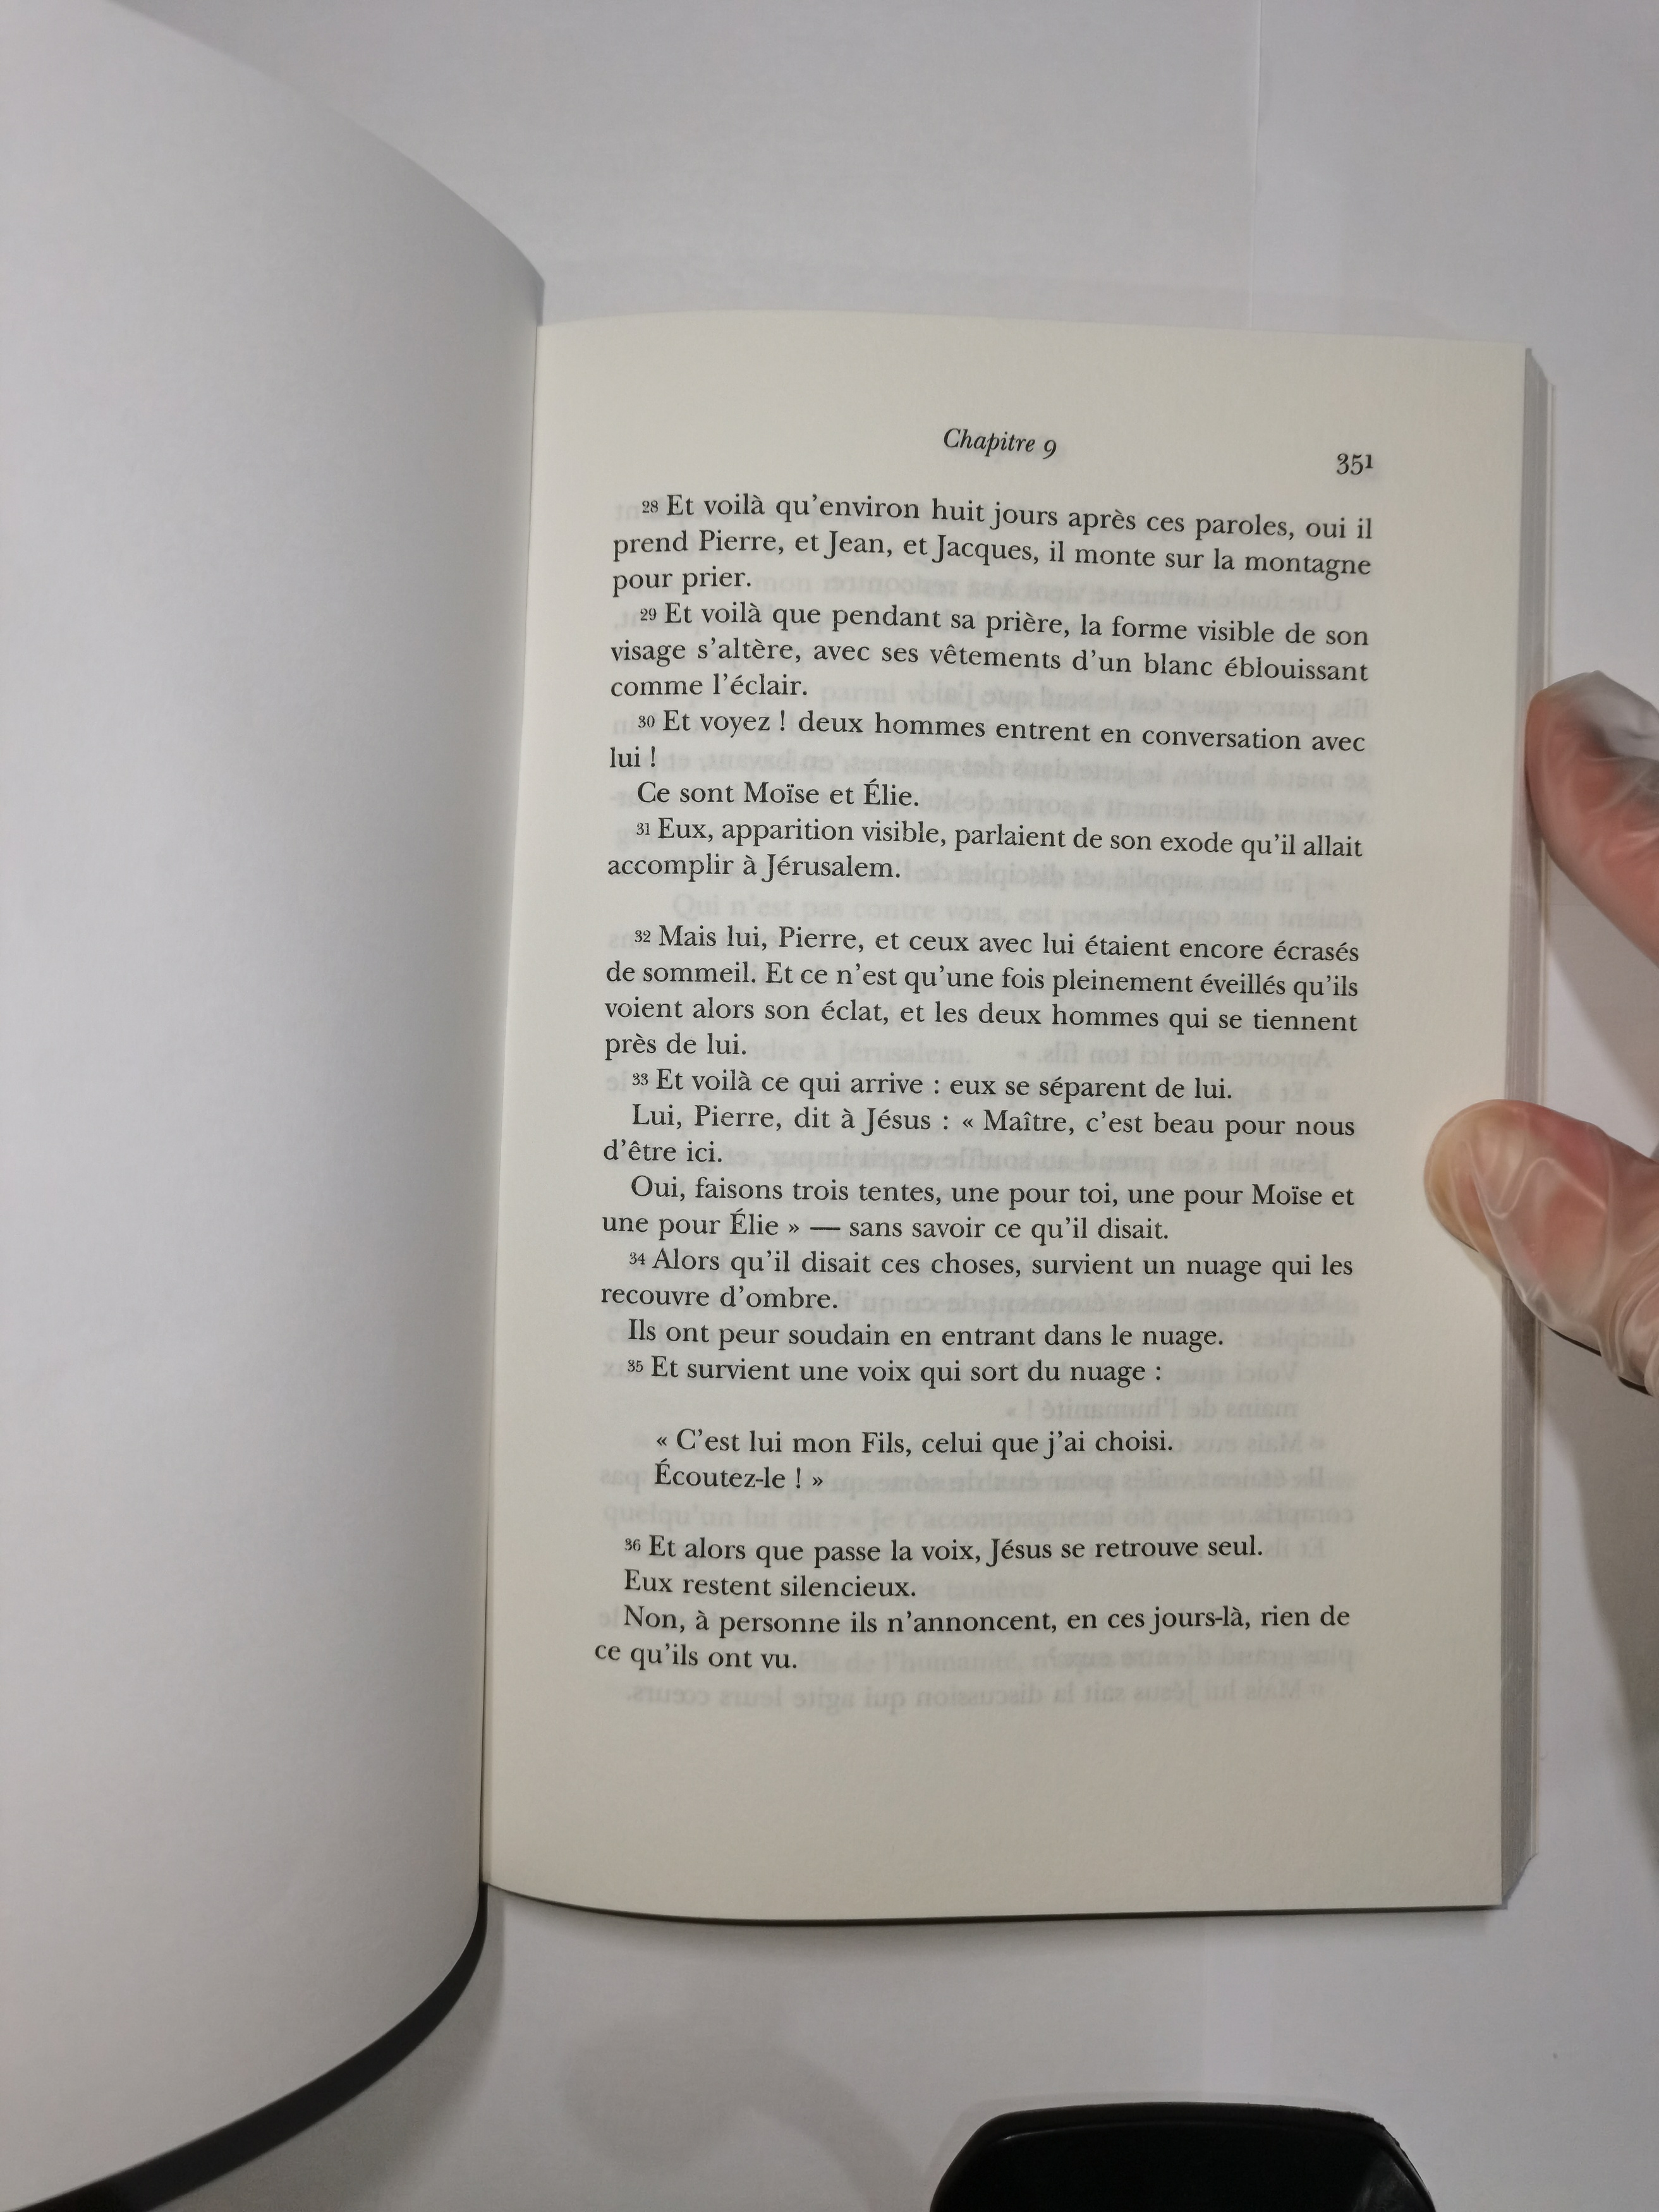 Chapitre 9
351
28 Et voilà qu'environ huit jours après ces paroles, oui il
prend Pierre, et Jean, et Jacques, il monte sur la montagne
pour prier.
29 Et voilà que pendant sa prière, la forme visible de son
visage s'altère, avec ses vêtements d'un blanc éblouissant
comme l'éclair.
30 Et voyez ! deux hommes entrent en conversation avec
lui !
Ce sont Moïse et Élie.
31 Eux, apparition visible, parlaient de son exode qu'il allait
accomplir à Jérusalem.
32 Mais lui, Pierre, et ceux avec lui étaient encore écrasés
de sommeil. Et ce n'est qu'une fois pleinement éveillés qu'ils
voient alors son éclat, et les deux hommes qui se tiennent
près de lui.
33 Et voilà ce qui arrive : eux se séparent de lui.
Lui, Pierre, dit à Jésus : « Maître, c'est beau pour nous
d'être ici.
Oui, faisons trois tentes, une pour toi, une pour Moïse et
une pour Élie » — sans savoir ce qu'il disait.
34 Alors qu'il disait ces choses, survient un nuage qui les
recouvre d'ombre.
Ils ont peur soudain en entrant dans le nuage.
35 Et survient une voix qui sort du nuage :
« C'est lui mon Fils, celui que j'ai choisi.
Écoutez-le ! »
36 Et alors que passe la voix, Jésus se retrouve seul.
Eux restent silencieux.
Non, à personne ils n'annoncent, en ces jours-là, rien de
ce qu'ils ont vu.